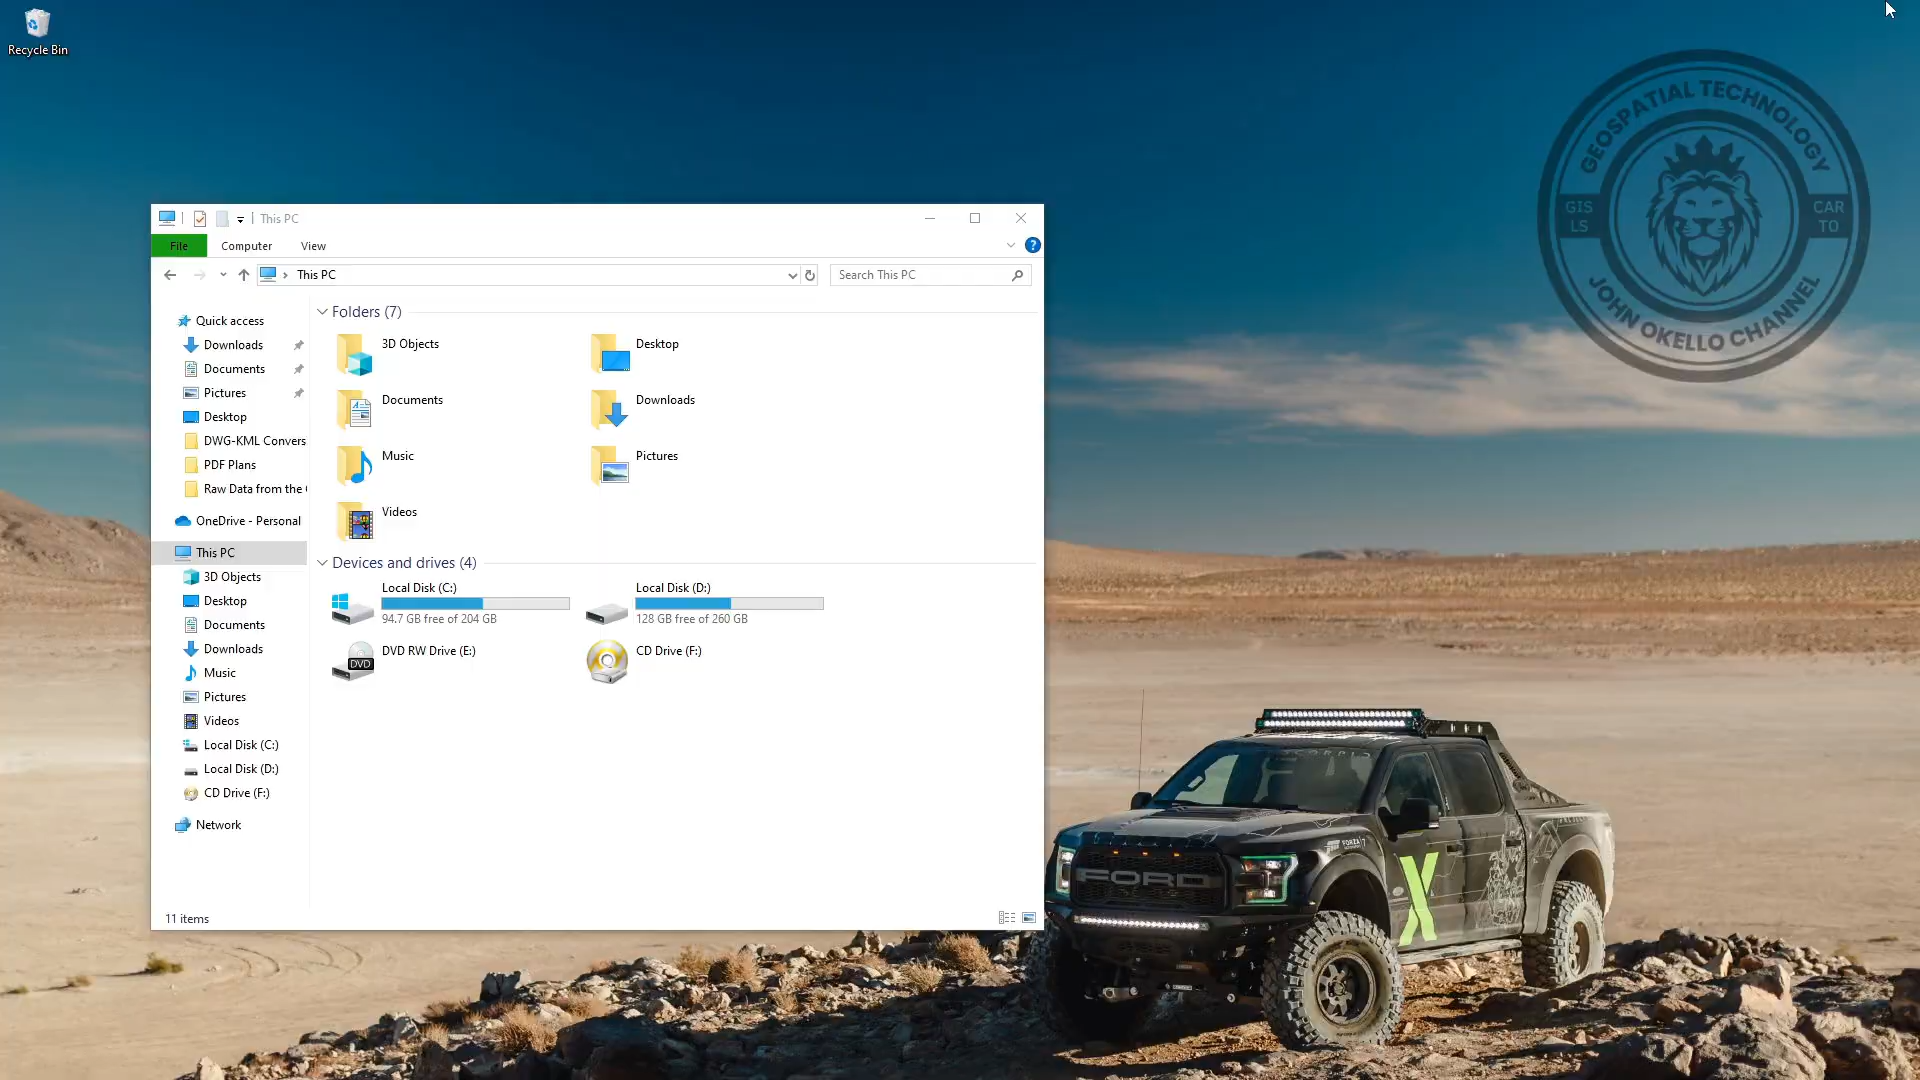 Recycle Bin
GEOSPATIAL TECHNOLOGY
GIS
LS
CAR
TO
JOHN OKELLO CHANNEL
This PC
File
Computer
View
?
This PC
Search This PC
Quick access
Downloads
Documents
Pictures
Desktop
DWG-KML Convers
PDF Plans
Raw Data from the
OneDrive - Personal
This PC
3D Objects
Desktop
Documents
Downloads
Music
Pictures
Videos
Local Disk (C:)
Local Disk (D:)
CD Drive (F:)
Network
Folders (7)
3D Objects
Desktop
Documents
Downloads
Music
Pictures
Videos
Devices and drives (4)
Local Disk (C:)
94.7 GB free of 204 GB
Local Disk (D:)
128 GB free of 260 GB
DVD
DVD RW Drive (E:)
CD Drive (F:)
11 items
FORD
FORZA 7
X